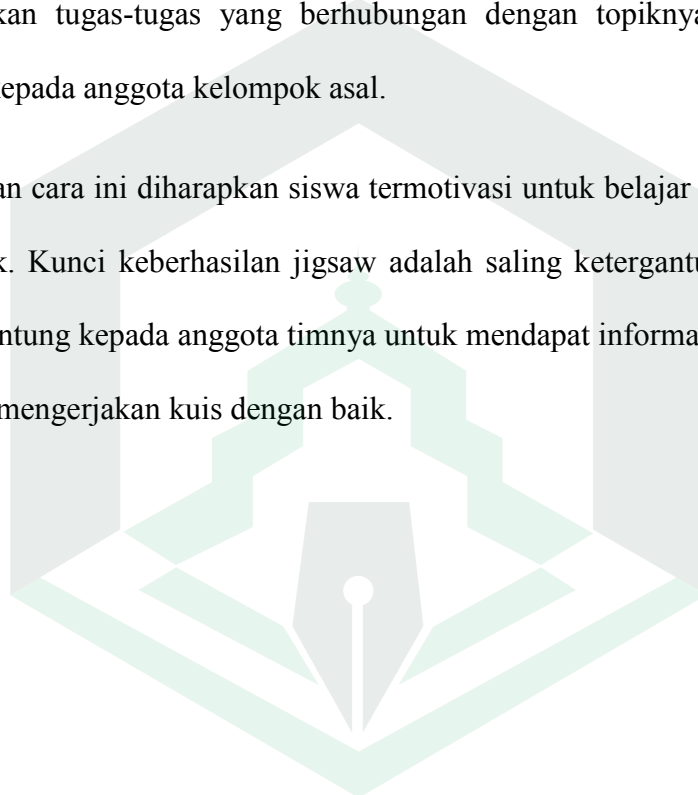 kan tugas-tugas yang berhubungan dengan topiknya
kepada anggota kelompok asal.
an cara ini diharapkan siswa termotivasi untuk belajar
k. Kunci keberhasilan jigsaw adalah saling ketergantu
ntung kepada anggota timnya untuk mendapat informa
mengerjakan kuis dengan baik.